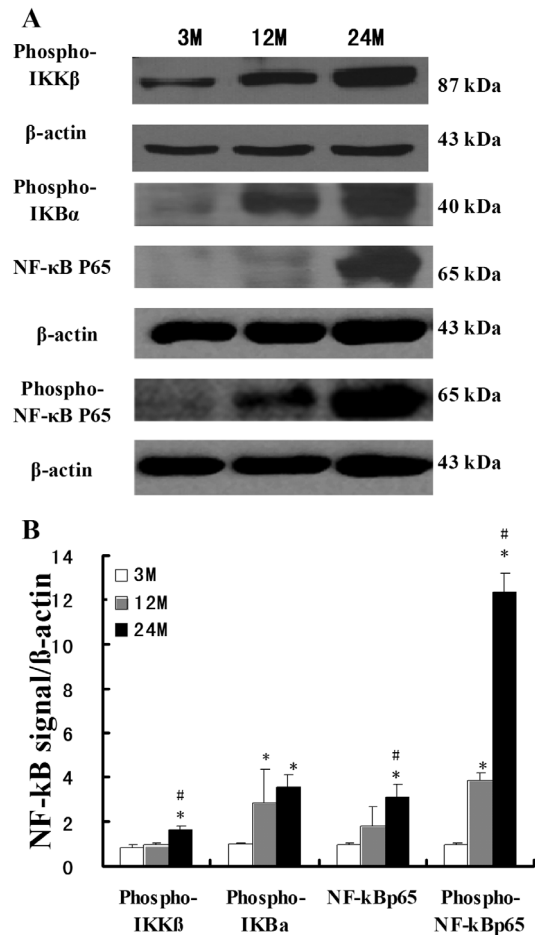 A
3M 12M 24M
Phospho-
IKKβ
87 kDa
β-actin
43 kDa
Phospho-
IKBα
40 kDa
NF-κB P65
65 kDa
β-actin
43 kDa
Phospho-
NF-κB P65
65 kDa
β-actin
43 kDa
B
NF-kB signal/ß-actin
14
12
10
8
6
4
2
0
3M
12M
24M
#
*
*
*
#
*
*
#
*
Phospho-
IKKß
Phospho-
IKBa
NF-kBp65
Phospho-
NF-kBp65